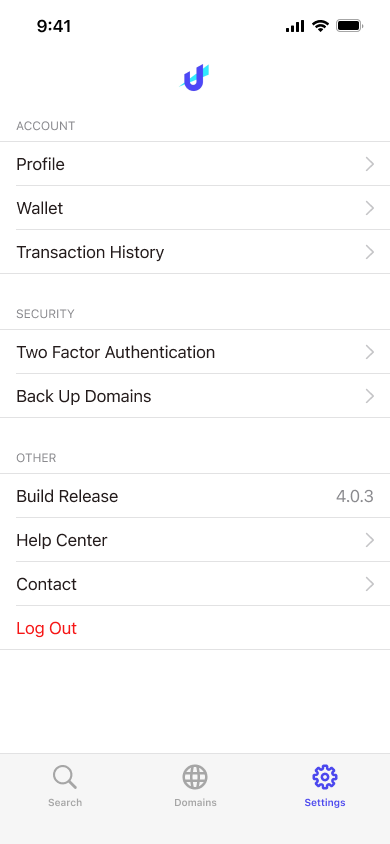 9:41
ACCOUNT
Profile
Wallet
Transaction History
SECURITY
Two Factor Authentication
Back Up Domains
OTHER
Build Release 4.0.3
Help Center
Contact
Log Out
Search Domains Settings